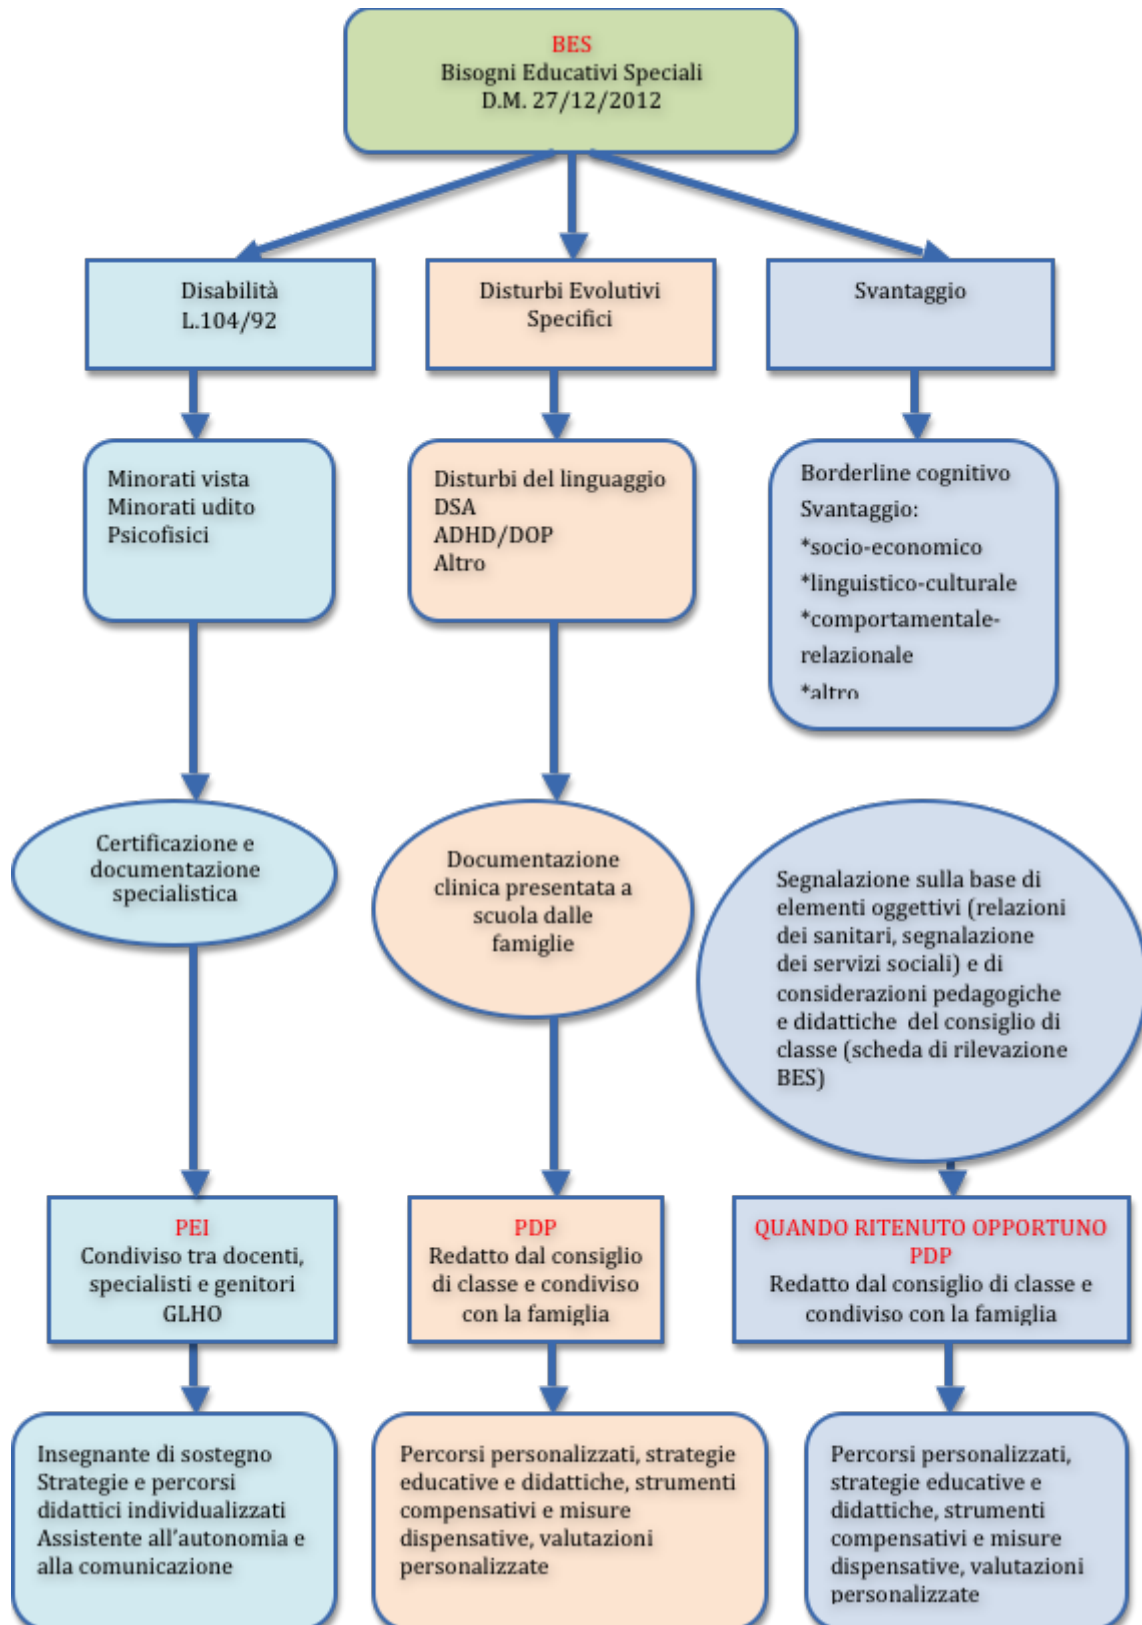 BES
Bisogni Educativi Speciali
D.M. 27/12/2012
Disabilità
L.104/92
Disturbi Evolutivi
Specifici
Svantaggio
Minorati vista
Minorati udito
Psicofisici
Disturbi del linguaggio
DSA
ADHD/DOP
Altro
Borderline cognitivo
Svantaggio:
*socio-economico
*linguistico-culturale
*comportamentale-
relazionale
*altro
Certificazione e
documentazione
specialistica
Documentazione
clinica presentata a
scuola dalle
famiglie
Segnalazione sulla base di
elementi oggettivi (relazioni
dei sanitari, segnalazione
dei servizi sociali) e di
considerazioni pedagogiche
e didattiche del consiglio di
classe (scheda di rilevazione
BES)
PEI
Condiviso tra docenti,
specialisti e genitori
GLHO
PDP
Redatto dal consiglio
di classe e condiviso
con la famiglia
QUANDO RITENUTO OPPORTUNO
PDP
Redatto dal consiglio di classe e
condiviso con la famiglia
Insegnante di sostegno
Strategie e percorsi
didattici individualizzati
Assistente all'autonomia e
alla comunicazione
Percorsi personalizzati, strategie
educative e didattiche, strumenti
compensativi e misure
dispensative, valutazioni
personalizzate
Percorsi personalizzati,
strategie educative e
didattiche, strumenti
compensativi e misure
dispensative, valutazioni
personalizzate